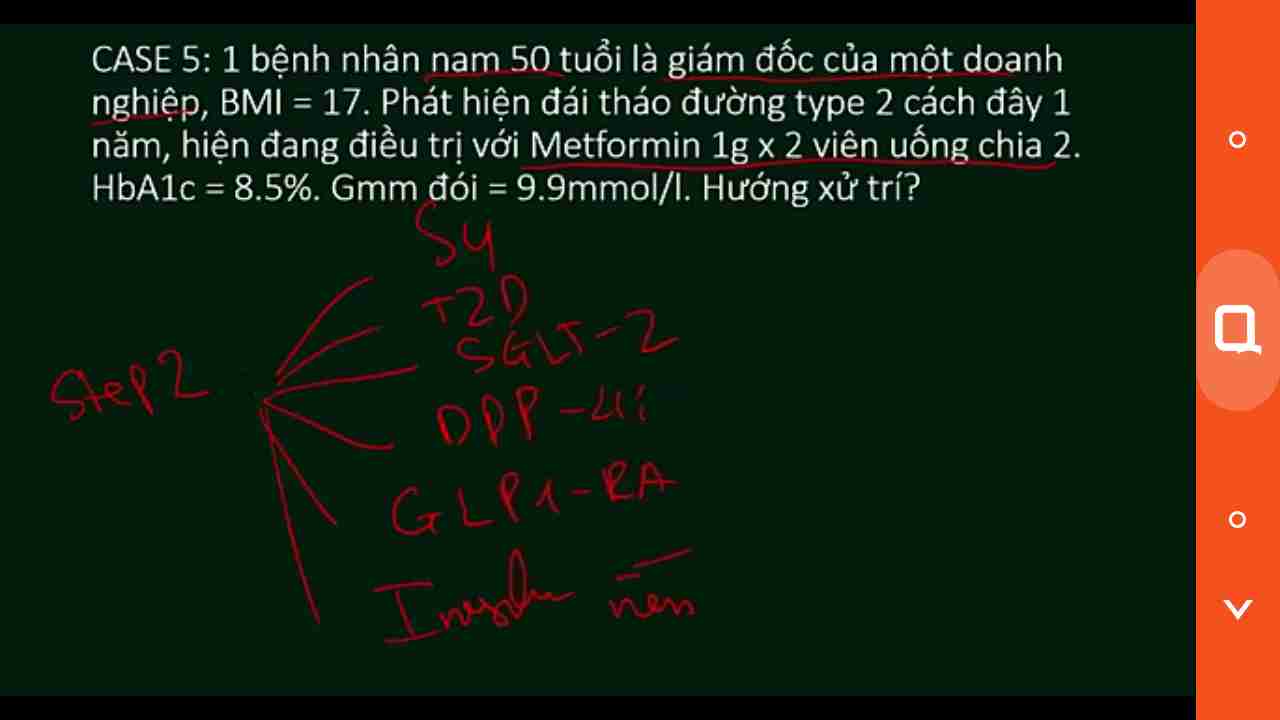 CASE 5: 1 bệnh nhân nam 50 tuổi là giám đốc của một doanh
nghiệp, BMI = 17. Phát hiện đái tháo đường type 2 cách đây 1
năm, hiện đang điều trị với Metformin 1g x 2 viên uống chia 2.
HbA1c = 8.5%. Gmm đói = 9.9mmol/l. Hướng xử trí?
SU
TZD
SGLT-2
Step 2
DPP-4i
GLP1-RA
Insulin nền